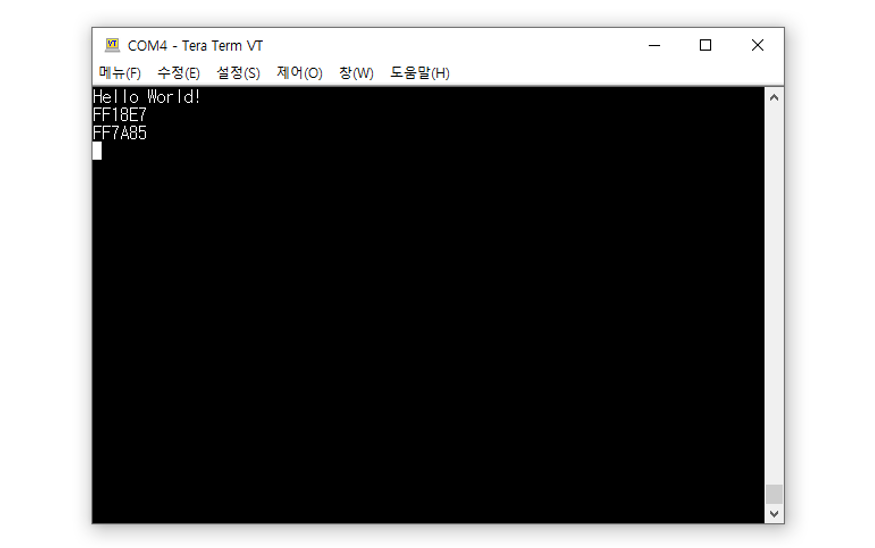 COM4 - Tera Term VT
메뉴(F) 수정(E) 설정(S) 제어(O) 창(W) 도움말(H)
Hello World!
FF18E7
FF7A85